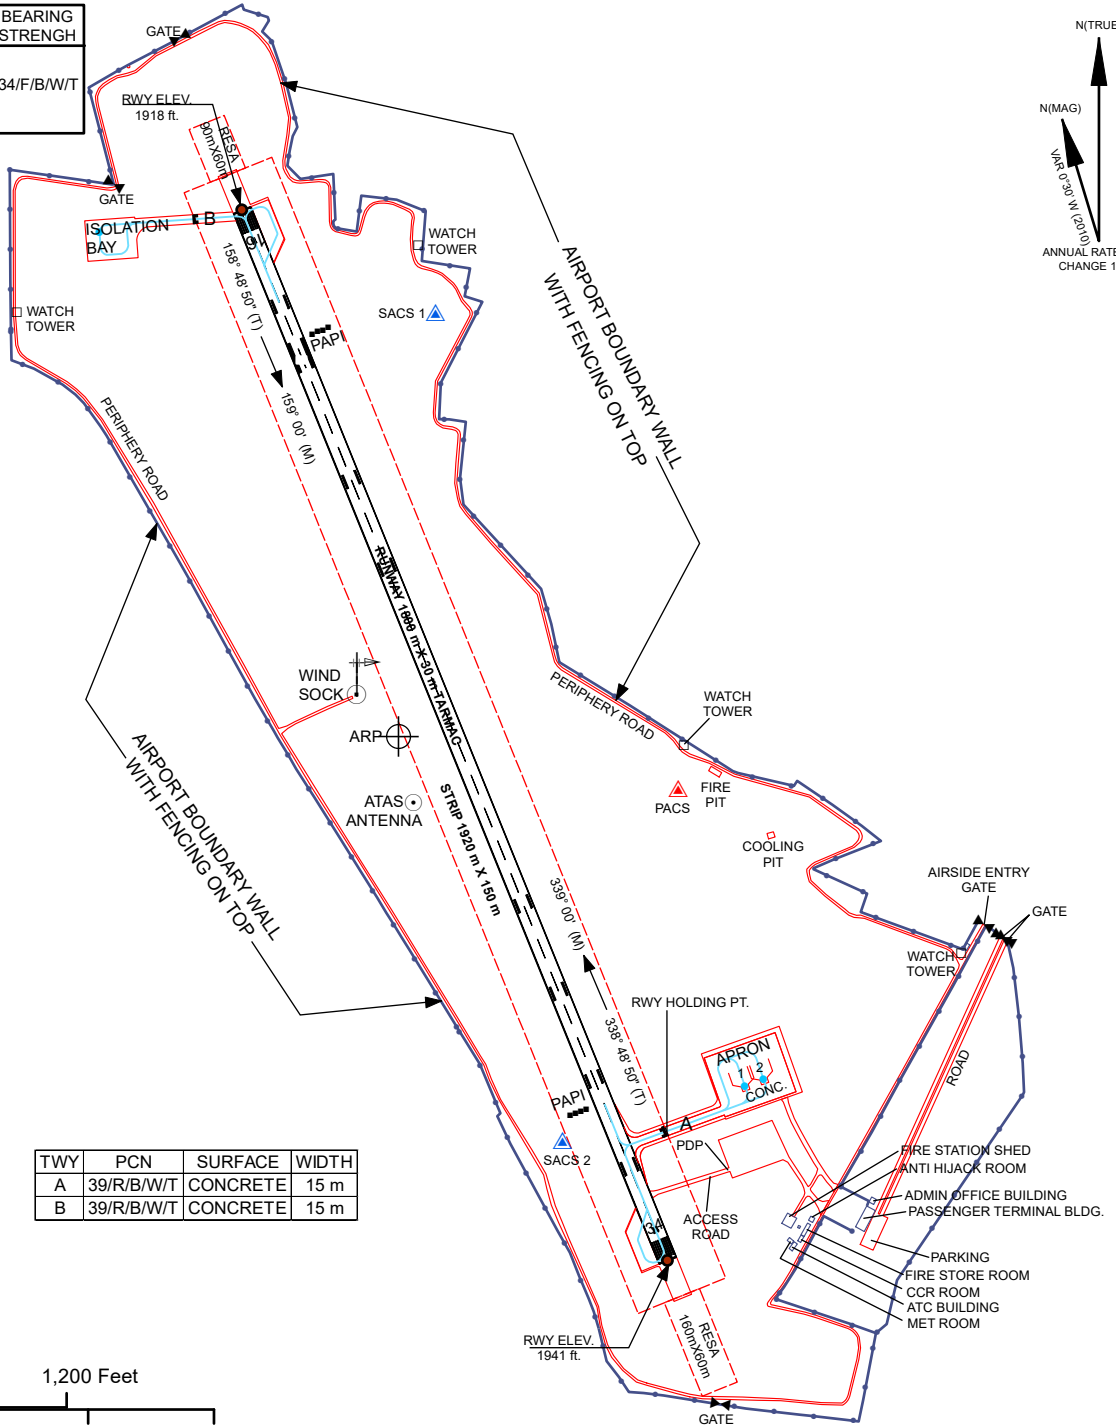 BEARING
STRENGH
34/F/B/W/T
GATE
N(TRUE
N(MAG)
VAR 0°30' W (2010)
ANNUAL RATE
CHANGE 1
RWY ELEV.
1918 ft.
RESA
90mX60m
GATE
ISOLATION
BAY
B
WATCH
TOWER
WATCH
TOWER
SACS 1
PAPI
158° 48' 50" (T)
159° 00' (M)
AIRPORT BOUNDARY WALL
WITH FENCING ON TOP
PERIPHERY ROAD
RUNWAY 1800 m X 30 m TARMAC
STRIP 1920 m X 150 m
WIND
SOCK
ARP
ATAS
ANTENNA
PERIPHERY ROAD
WATCH
TOWER
FIRE
PIT
PACS
COOLING
PIT
AIRPORT BOUNDARY WALL
WITH FENCING ON TOP
AIRSIDE ENTRY
GATE
GATE
WATCH
TOWER
339° 00' (M)
338° 48' 50" (T)
RWY HOLDING PT.
APRON
1 2
CONC.
ROAD
A
PDP
PAPI
SACS 2
34
ACCESS
ROAD
FIRE STATION SHED
ANTI HIJACK ROOM
ADMIN OFFICE BUILDING
PASSENGER TERMINAL BLDG.
PARKING
FIRE STORE ROOM
CCR ROOM
ATC BUILDING
MET ROOM
TWY PCN SURFACE WIDTH
A 39/R/B/W/T CONCRETE 15 m
B 39/R/B/W/T CONCRETE 15 m
RWY ELEV.
1941 ft.
RESA
160mX60m
GATE
1,200 Feet